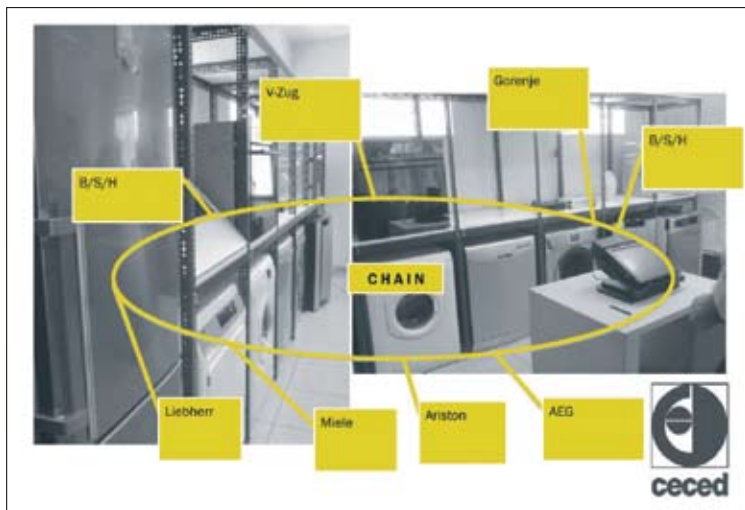 V-Zug
Gorenje
B/S/H
B/S/H
CHAIN
Liebherr
Miele
Ariston
AEG
ceced